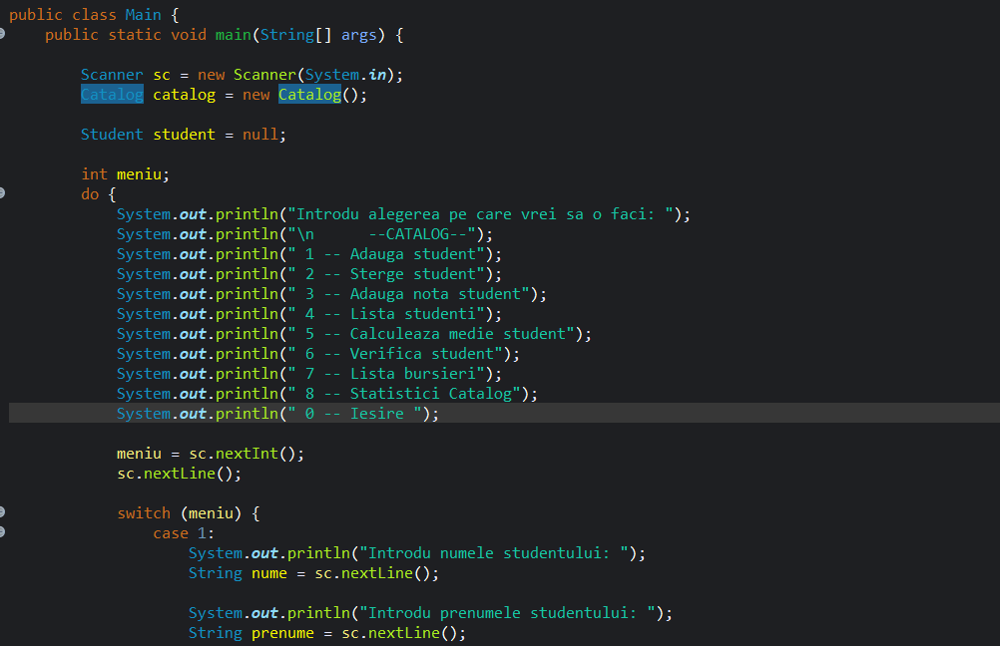 public class Main {
public static void main(String[] args) {
Scanner sc = new Scanner(System.in);
Catalog catalog = new Catalog();
Student student = null;
int meniu;
do {
System.out.println("Introdu alegerea pe care vrei sa o faci: ");
System.out.println("\n      --CATALOG--");
System.out.println(" 1 -- Adauga student");
System.out.println(" 2 -- Sterge student");
System.out.println(" 3 -- Adauga nota student");
System.out.println(" 4 -- Lista studenti");
System.out.println(" 5 -- Calculeaza medie student");
System.out.println(" 6 -- Verifica student");
System.out.println(" 7 -- Lista bursieri");
System.out.println(" 8 -- Statistici Catalog");
System.out.println(" 0 -- Iesire ");
meniu = sc.nextInt();
sc.nextLine();
switch (meniu) {
case 1:
System.out.println("Introdu numele studentului: ");
String nume = sc.nextLine();
System.out.println("Introdu prenumele studentului: ");
String prenume = sc.nextLine();